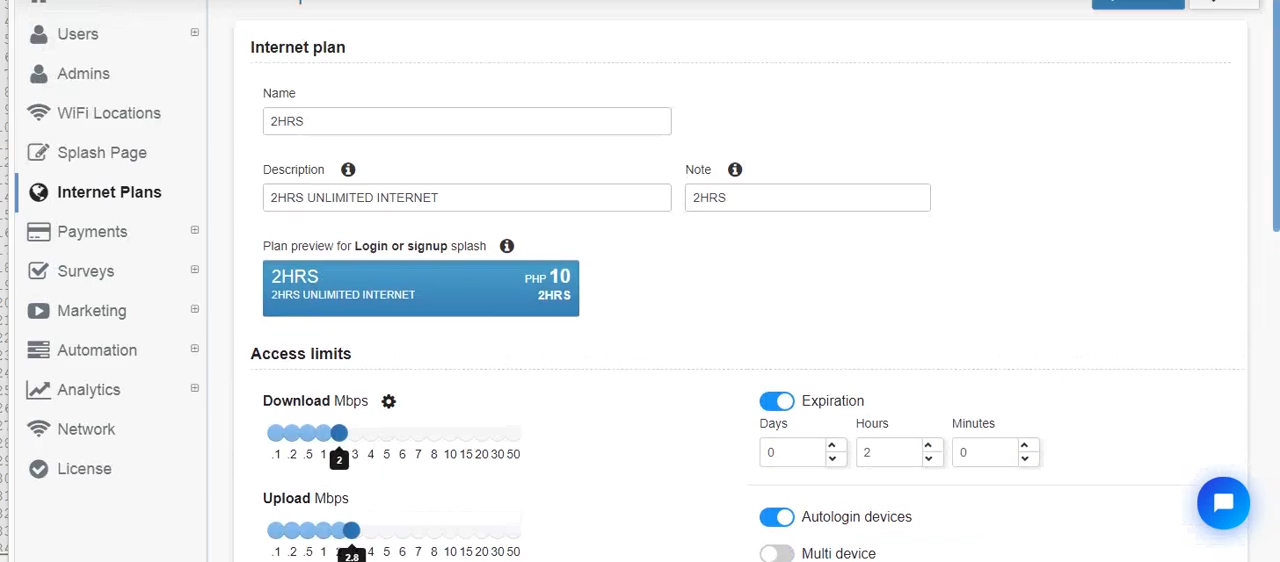 Users
Admins
WiFi Locations
Splash Page
Internet Plans
Payments
Surveys
Marketing
Automation
Analytics
Network
License
Internet plan
Name
2HRS
Description Note
2HRS UNLIMITED INTERNET 2HRS
Plan preview for Login or signup splash
2HRS PHP 10
2HRS UNLIMITED INTERNET 2HRS
Access limits
Download Mbps
.1 .2 .5 1 3 4 5 6 7 8 10 15 20 30 50
2
Upload Mbps
.1 .2 .5 1 4 5 6 7 8 10 15 20 30 50
2.8
Expiration
Days Hours Minutes
0 2 0
Autologin devices
Multi device